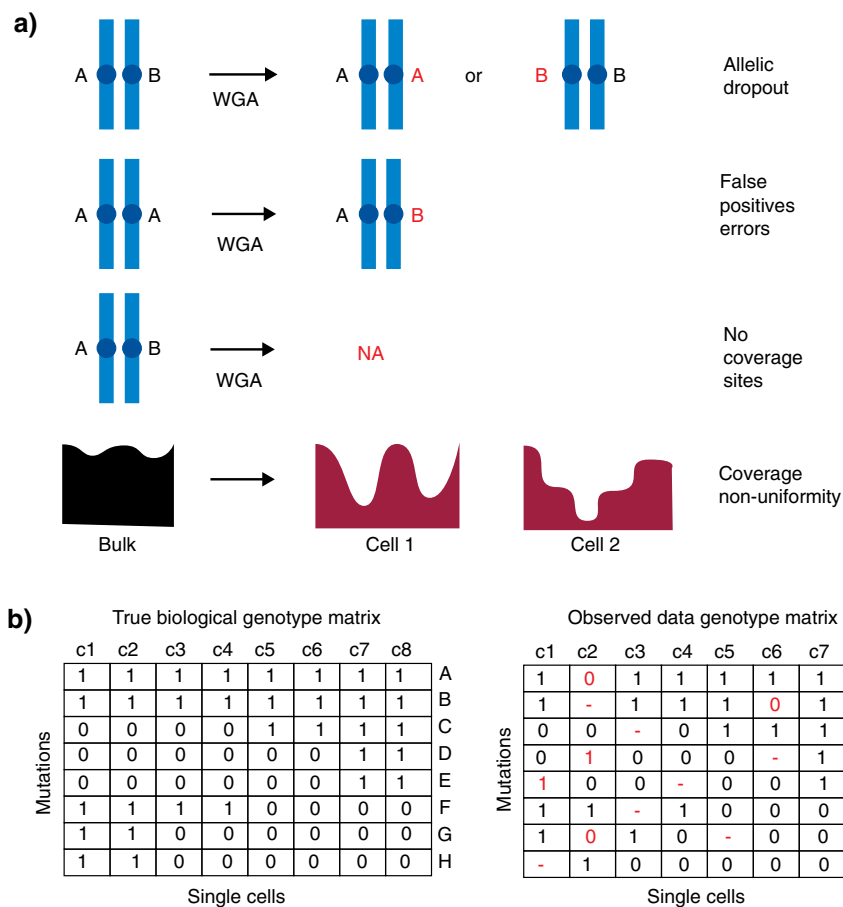 a)
A B WGA A A or B B Allelic dropout
A A WGA A B False positives errors
A B WGA NA No coverage sites
Bulk Cell 1 Cell 2 Coverage non-uniformity
b)
True biological genotype matrix
c1 c2 c3 c4 c5 c6 c7 c8
1 1 1 1 1 1 1 1 A
1 1 1 1 1 1 1 1 B
0 0 0 0 1 1 1 1 C
0 0 0 0 0 0 1 1 D
0 0 0 0 0 0 1 1 E
1 1 1 1 0 0 0 0 F
1 1 0 0 0 0 0 0 G
1 1 0 0 0 0 0 0 H
Mutations
Single cells
Observed data genotype matrix
c1 c2 c3 c4 c5 c6 c7
1 0 1 1 1 1 1
1 - 1 1 1 0 1
0 0 - 0 1 1 1
0 1 0 0 0 - 1
1 0 0 - 0 0 1
1 1 - 1 0 0 0
1 0 1 0 - 0 0
- 1 0 0 0 0 0
Mutations
Single cells